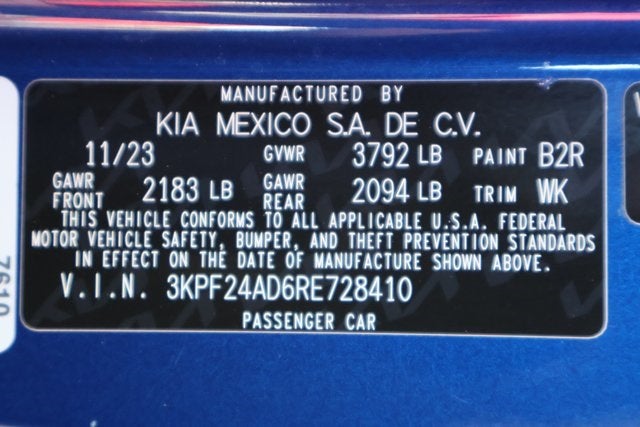 MANUFACTURED BY
KIA MEXICO S.A. DE C.V.
11/23 GVWR 3792 LB PAINT B2R
GAWR FRONT 2183 LB GAWR REAR 2094 LB TRIM WK
THIS VEHICLE CONFORMS TO ALL APPLICABLE U.S.A. FEDERAL
MOTOR VEHICLE SAFETY, BUMPER, AND THEFT PREVENTION STANDARDS
IN EFFECT ON THE DATE OF MANUFACTURE SHOWN ABOVE.
V.I.N. 3KPF24AD6RE728410
PASSENGER CAR